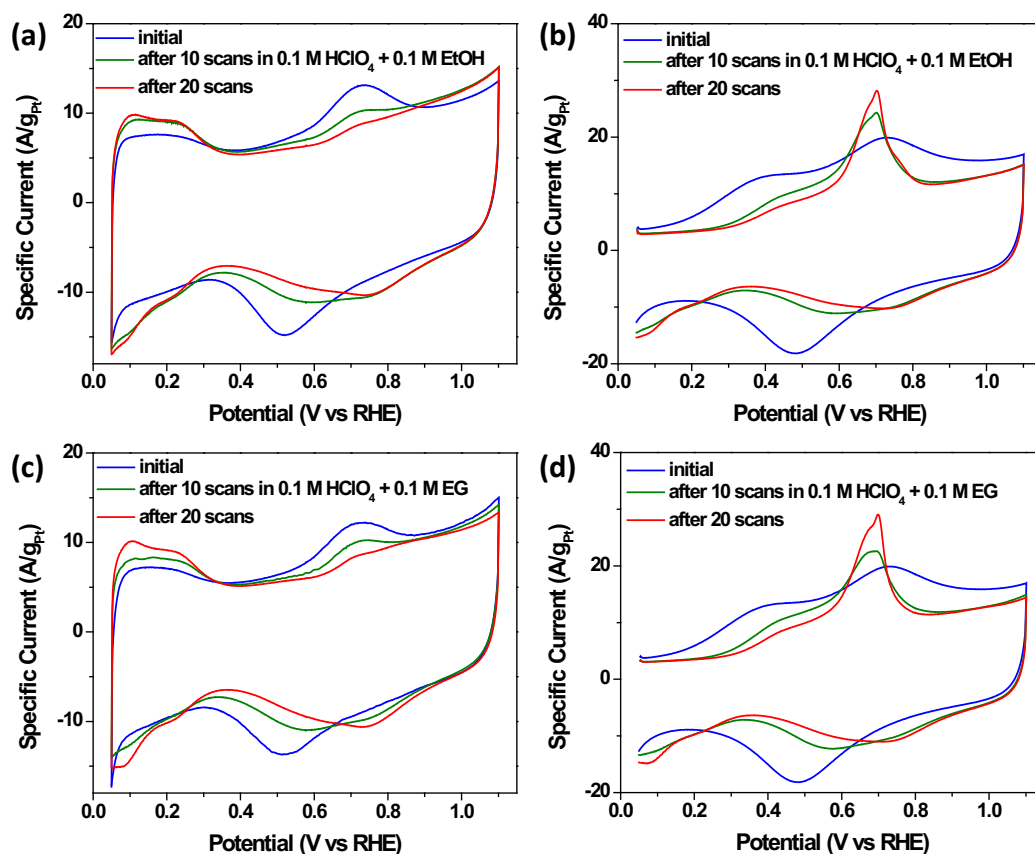 (a)
initial
after 10 scans in 0.1 M HClO4 + 0.1 M EtOH
after 20 scans
20
10
0
-10
Specific Current (A/gPt)
0.0 0.2 0.4 0.6 0.8 1.0
Potential (V vs RHE)
(b)
initial
after 10 scans in 0.1 M HClO4 + 0.1 M EtOH
after 20 scans
40
20
0
-20
Specific Current (A/gPt)
0.0 0.2 0.4 0.6 0.8 1.0
Potential (V vs RHE)
(c)
initial
after 10 scans in 0.1 M HClO4 + 0.1 M EG
after 20 scans
20
10
0
-10
Specific Current (A/gPt)
0.0 0.2 0.4 0.6 0.8 1.0
Potential (V vs RHE)
(d)
initial
after 10 scans in 0.1 M HClO4 + 0.1 M EG
after 20 scans
40
20
0
-20
Specific Current (A/gPt)
0.0 0.2 0.4 0.6 0.8 1.0
Potential (V vs RHE)